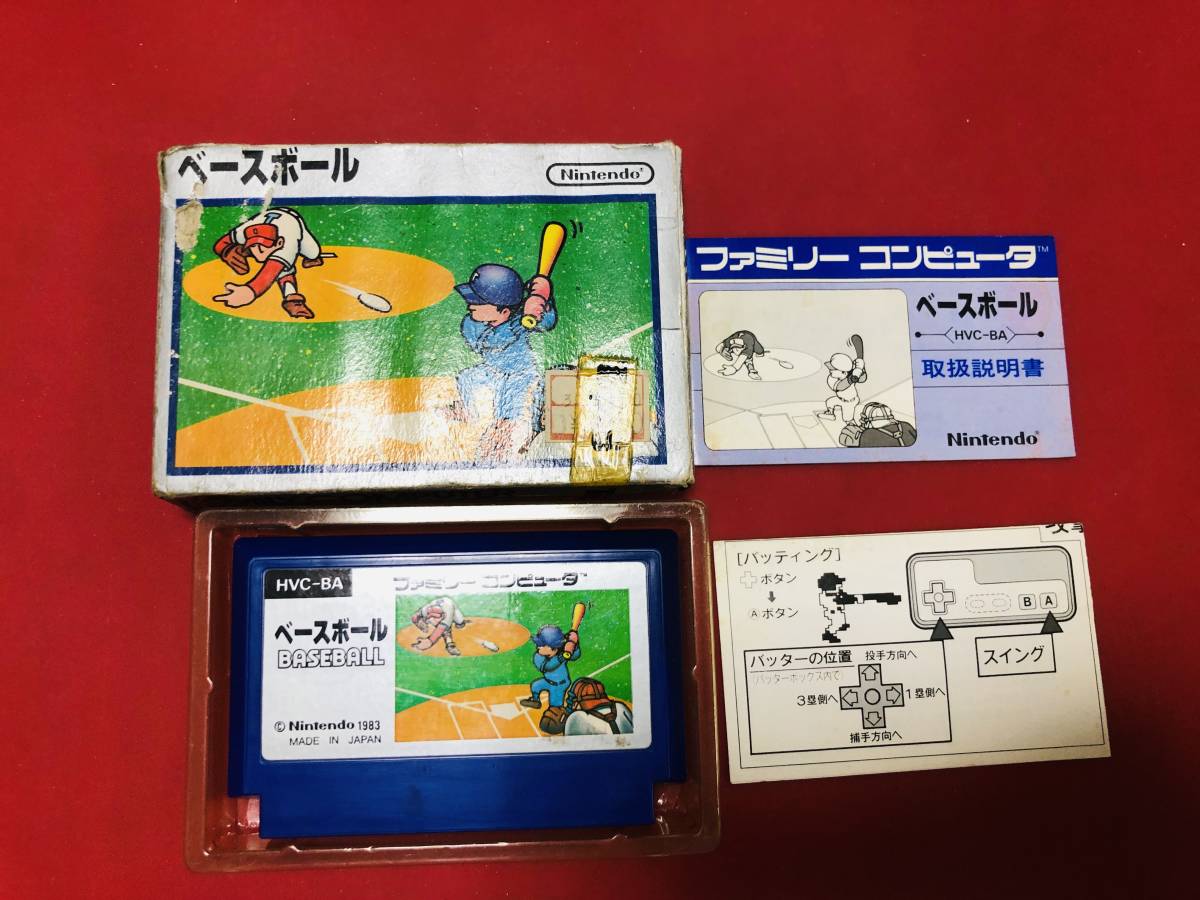 ベースボール
Nintendo
ファミリー コンピュータ™
ベースボール
HVC-BA
取扱説明書
Nintendo®
HVC-BA
ファミリー コンピュータ™
ベースボール
BASEBALL
© Nintendo 1983
MADE IN JAPAN
[バッティング]
ボタン
Ⓐボタン
B A
スイング
バッターの位置
(バッターボックス内で)
投手方向へ
3塁側へ
1塁側へ
捕手方向へ